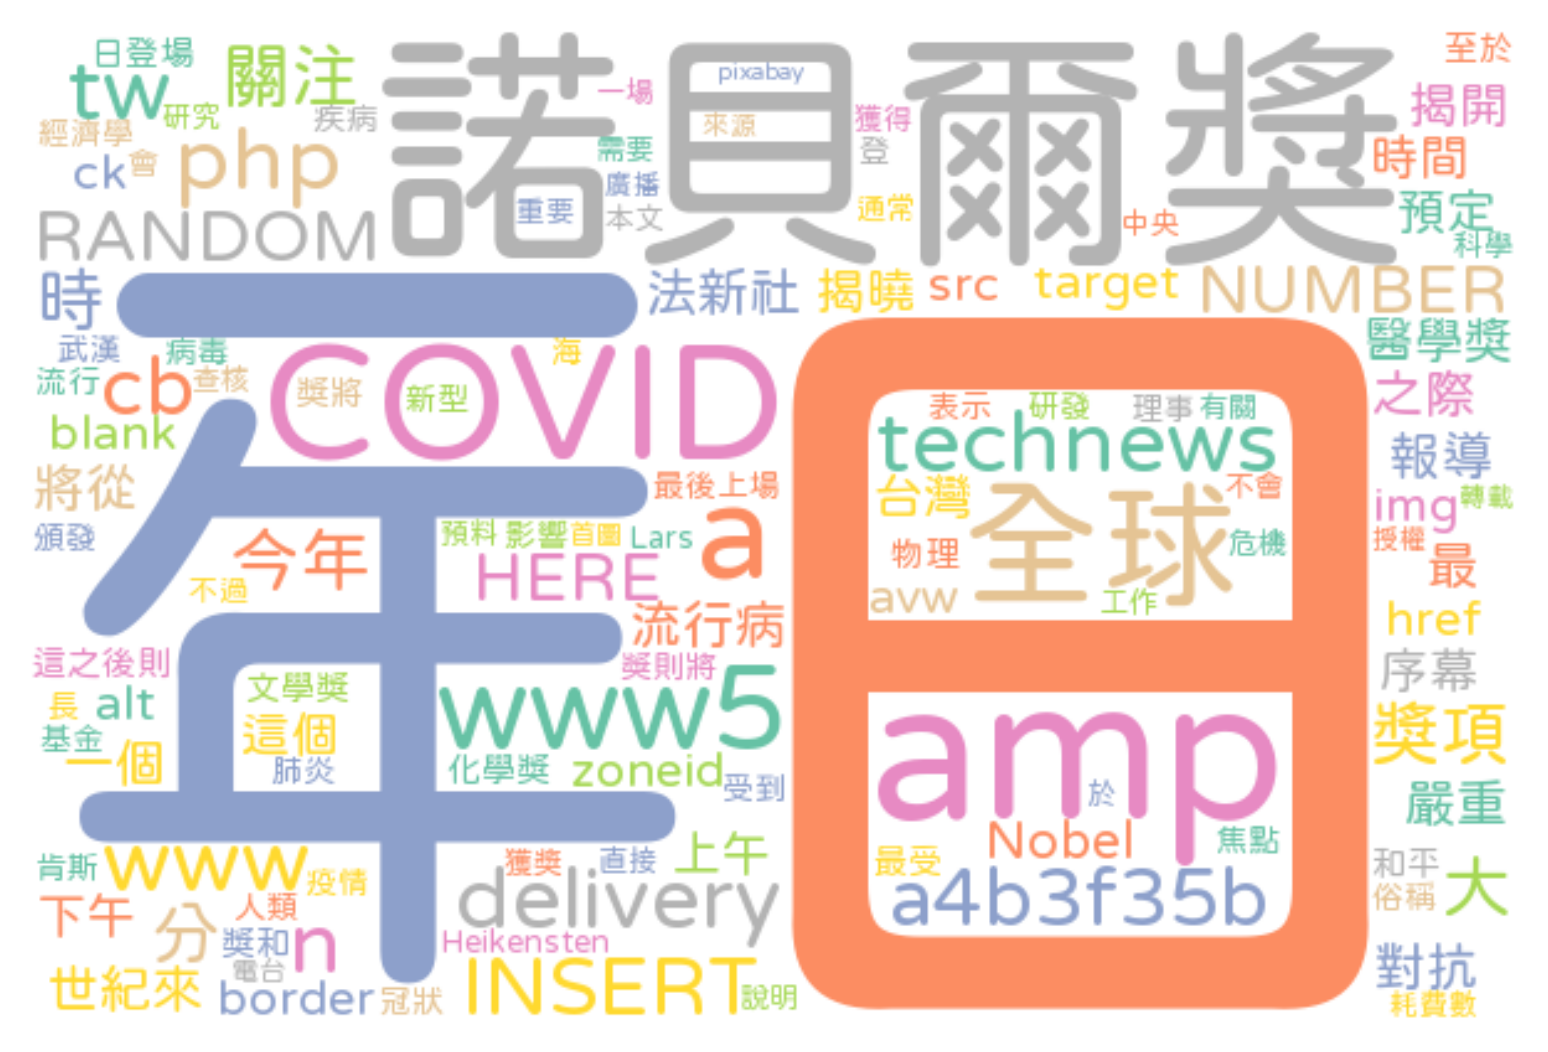 日登場
tw
關注
研究
疾病
經濟學
ck
會
php
RANDOM
諾貝爾獎
一場
pixabay
來源
需要
廣播
重要
本文
獲得
登
通常
中央
至於
揭開
時間
預定
科學
時
法新社
揭曉
src
target
NUMBER
年
日
武漢
病毒
流行
cb
查核
blank
COVID
獎將
新型
海
醫學獎
之際
報導
img
轉載
授權
最
href
序幕
獎項
嚴重
和平
俗稱
大
對抗
耗費數
表示
研發
理事
有關
technews
台灣
全球
不會
物理
危機
avw
工作
amp
於
Nobel
焦點
最受
a4b3f35b
將從
頒發
今年
不過
最後上場
a
預料
影響
首圖
Lars
HERE
流行病
獎則將
這之後則
長
alt
基金
一個
文學獎
這個
肺炎
www5
化學獎
zoneid
受到
肯斯
www
疫情
下午
分
人類
獎和
電台
n
世紀來
border
冠狀
獲獎
直接
上午
delivery
Heikensten
INSERT
說明